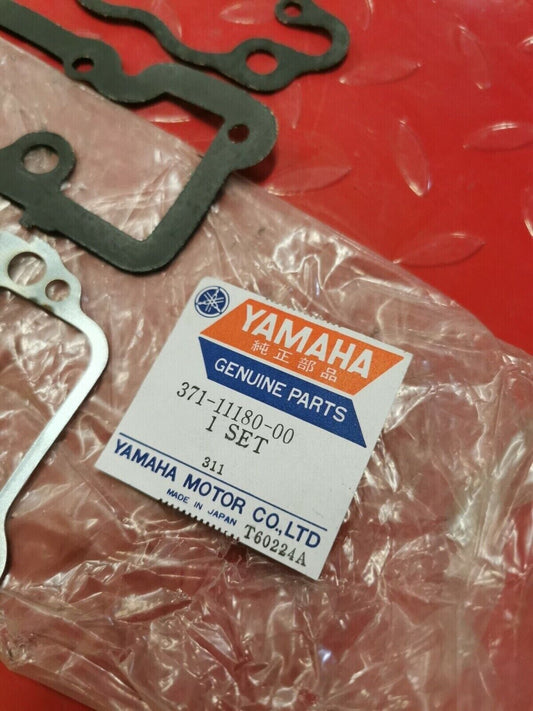 YAMAHA
純正部品
GENUINE PARTS
371-11180-00
1 SET
311
YAMAHA MOTOR CO.,LTD
MADE IN JAPAN
T60224A